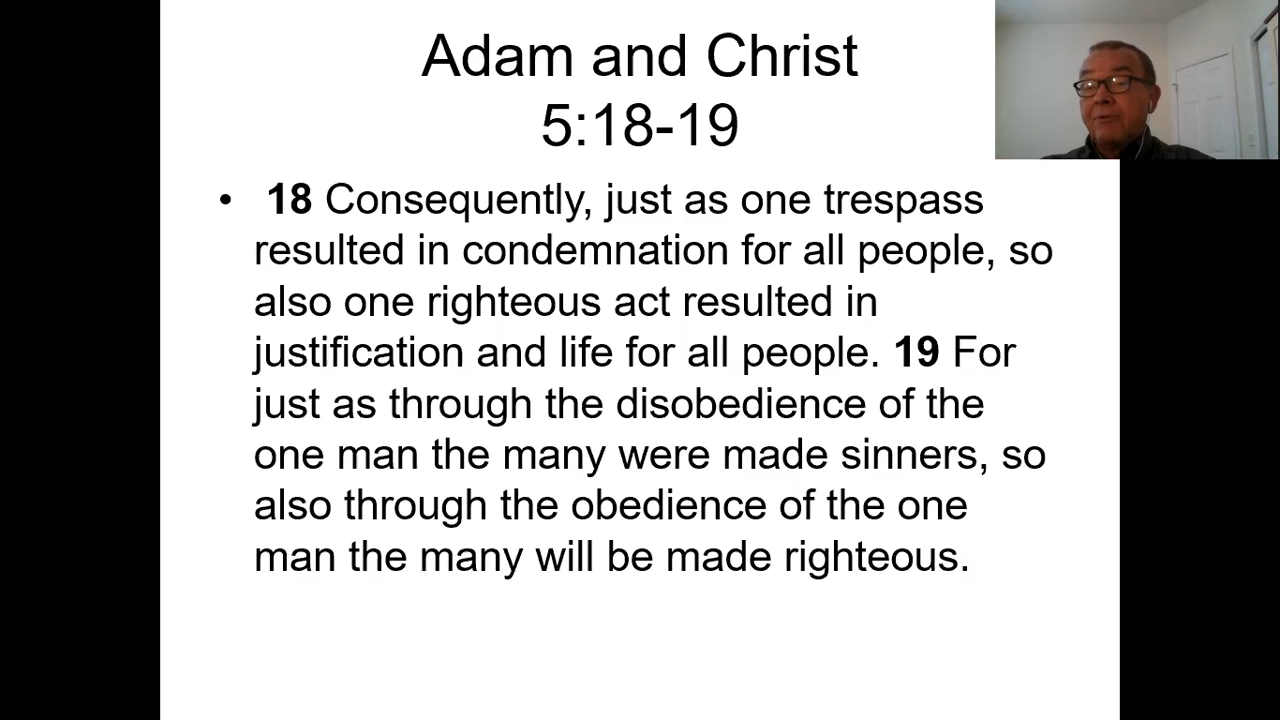 Adam and Christ
5:18-19
• 18 Consequently, just as one trespass
resulted in condemnation for all people, so
also one righteous act resulted in
justification and life for all people. 19 For
just as through the disobedience of the
one man the many were made sinners, so
also through the obedience of the one
man the many will be made righteous.